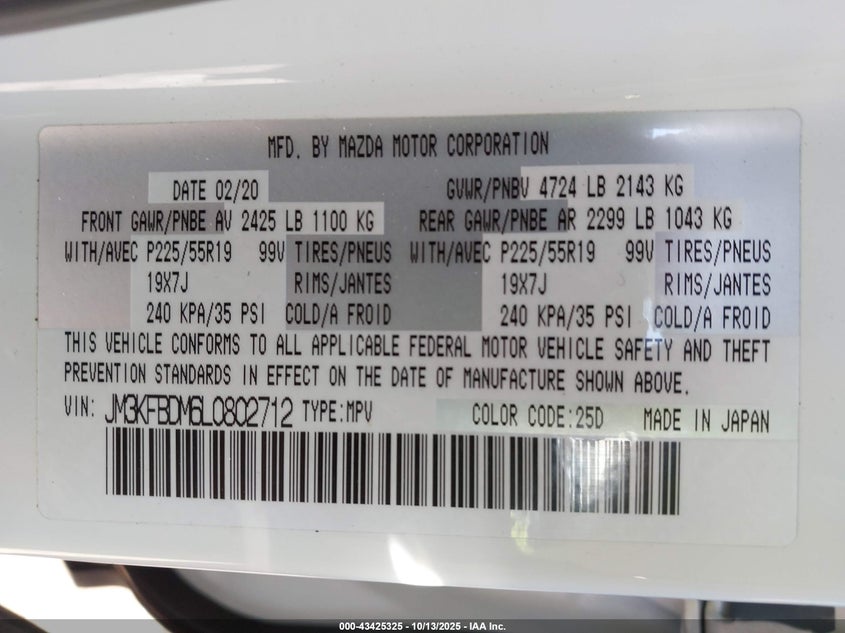 MFD. BY MAZDA MOTOR CORPORATION
DATE 02/20 GVWR/PNBV 4724 LB 2143 KG
FRONT GAWR/PNBE AV 2425 LB 1100 KG REAR GAWR/PNBE AR 2299 LB 1043 KG
WITH/AVEC P225/55R19 99V TIRES/PNEUS WITH/AVEC P225/55R19 99V TIRES/PNEUS
19X7J RIMS/JANTES 19X7J RIMS/JANTES
240 KPA/35 PSI COLD/A FROID 240 KPA/35 PSI COLD/A FROID
THIS VEHICLE CONFORMS TO ALL APPLICABLE FEDERAL MOTOR VEHICLE SAFETY AND THEFT
PREVENTION STANDARDS IN EFFECT ON THE DATE OF MANUFACTURE SHOWN ABOVE.
VIN: JM3KFBDM6L0802712 TYPE:MPV COLOR CODE:25D MADE IN JAPAN
000-43425325 - 10/13/2025 - IAA Inc.